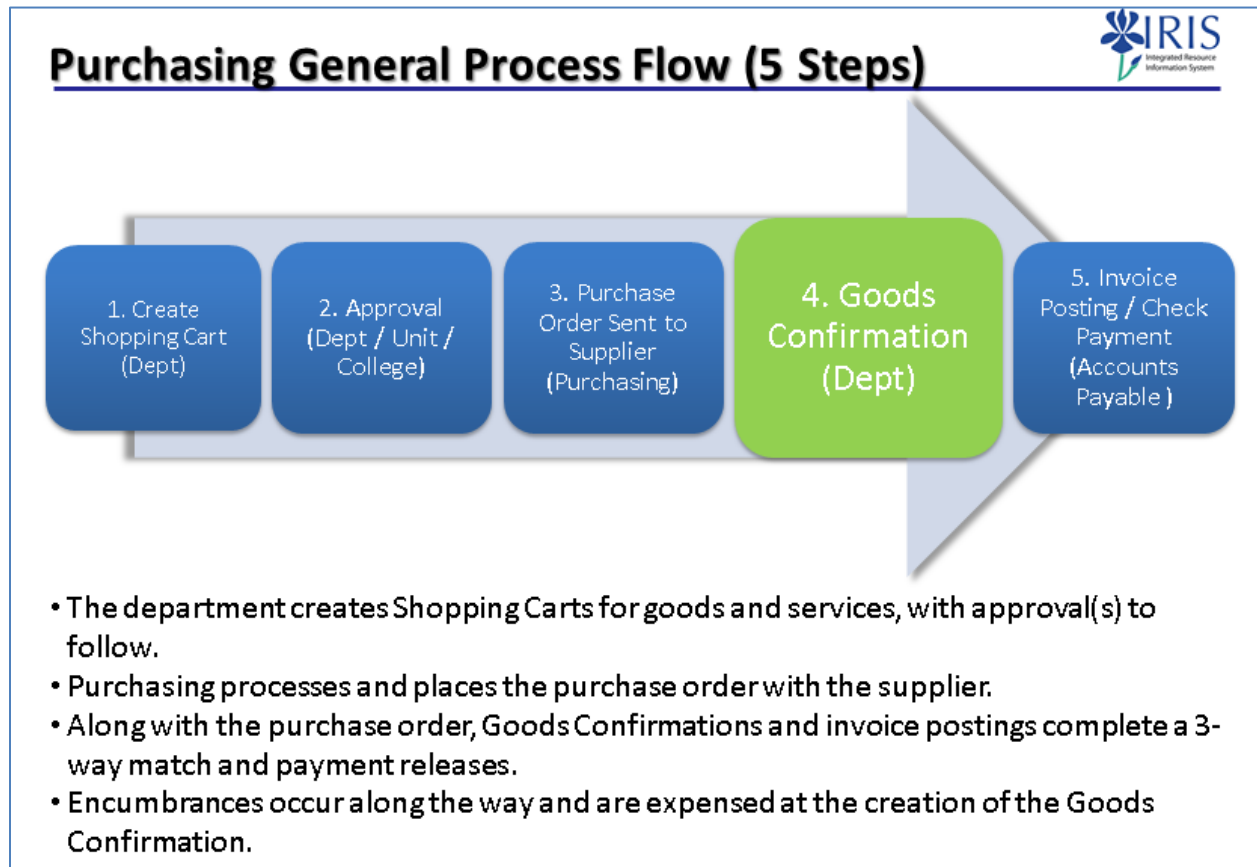 Purchasing General Process Flow (5 Steps)
IRIS
Integrated Resource
Information System
1. Create
Shopping Cart
(Dept)
2. Approval
(Dept / Unit /
College)
3. Purchase
Order Sent to
Supplier
(Purchasing)
4. Goods
Confirmation
(Dept)
5. Invoice
Posting / Check
Payment
(Accounts
Payable )
• The department creates Shopping Carts for goods and services, with approval(s) to
follow.
• Purchasing processes and places the purchase order with the supplier.
• Along with the purchase order, Goods Confirmations and invoice postings complete a 3-
way match and payment releases.
• Encumbrances occur along the way and are expensed at the creation of the Goods
Confirmation.